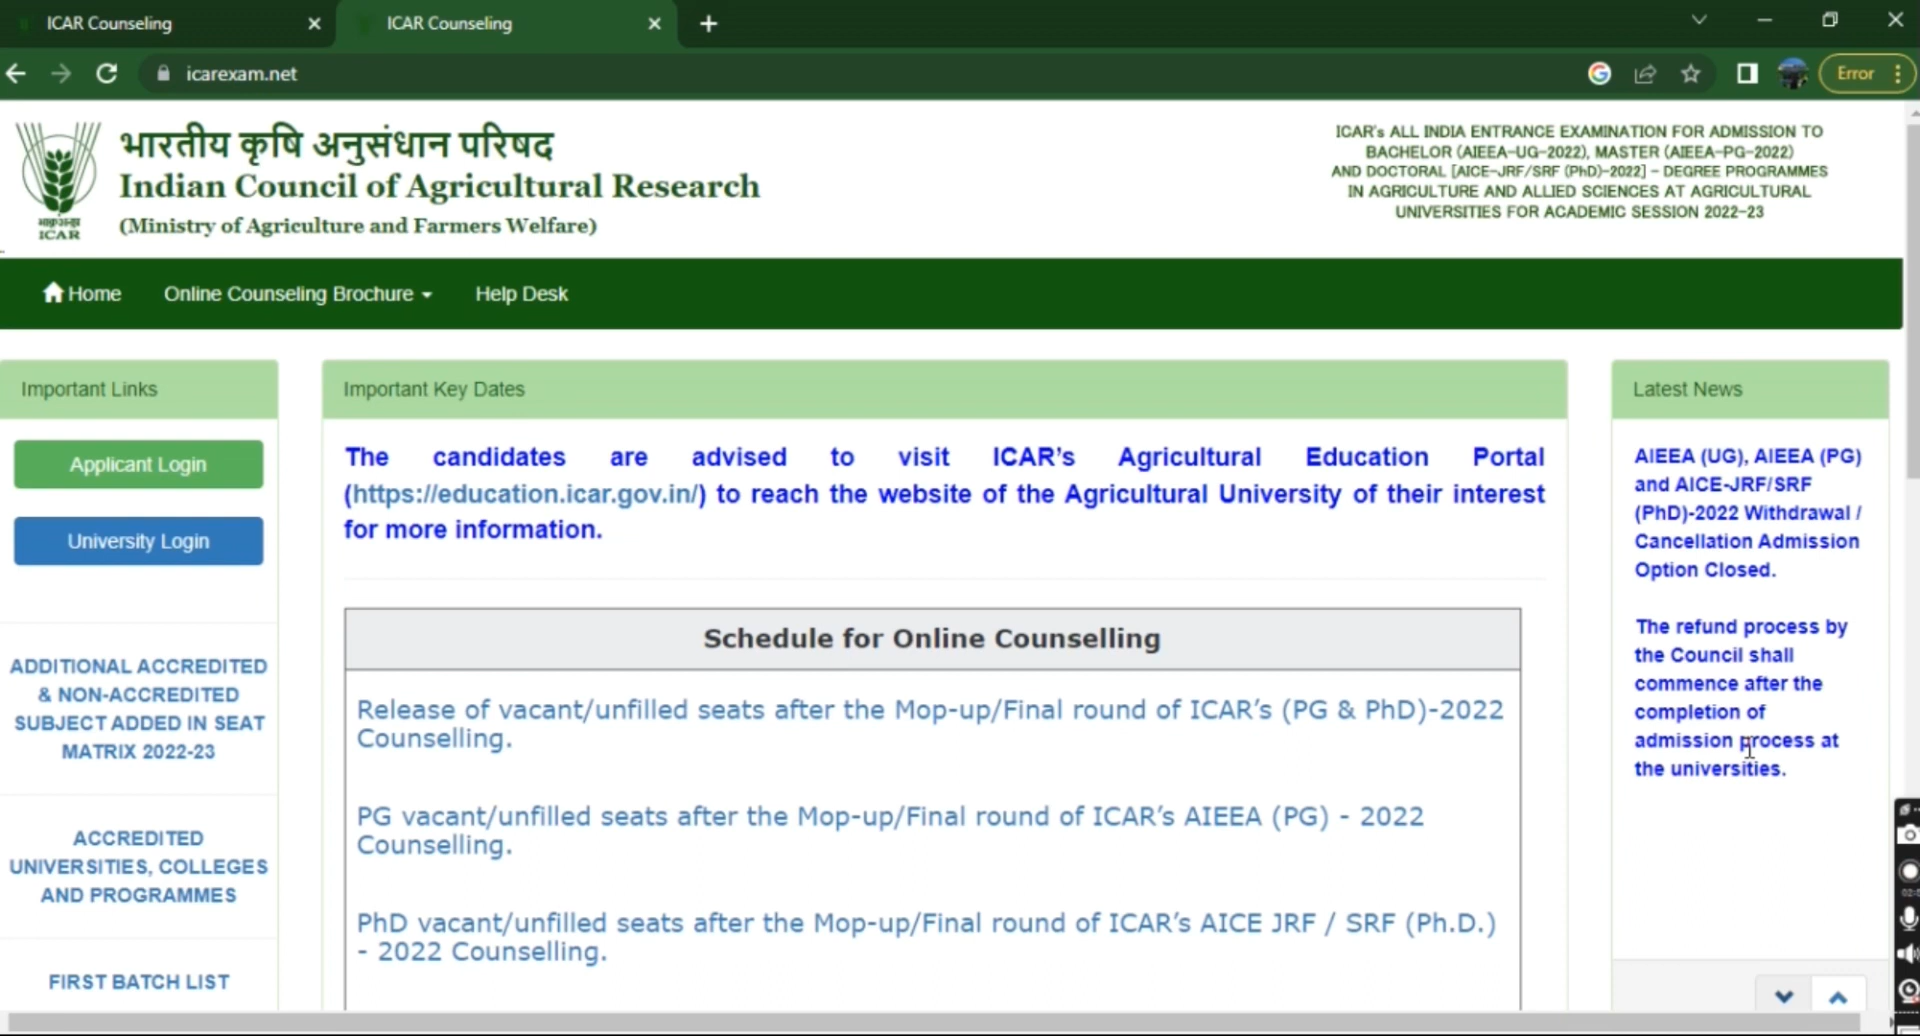 ICAR Counseling
ICAR Counseling
icarexam.net
Error
भाकृअनुप
ICAR
भारतीय कृषि अनुसंधान परिषद
Indian Council of Agricultural Research
(Ministry of Agriculture and Farmers Welfare)
ICAR's ALL INDIA ENTRANCE EXAMINATION FOR ADMISSION TO
BACHELOR (AIEEA-UG-2022), MASTER (AIEEA-PG-2022)
AND DOCTORAL [AICE-JRF/SRF (PhD)-2022] - DEGREE PROGRAMMES
IN AGRICULTURE AND ALLIED SCIENCES AT AGRICULTURAL
UNIVERSITIES FOR ACADEMIC SESSION 2022-23
Home
Online Counseling Brochure
Help Desk
Important Links
Applicant Login
University Login
ADDITIONAL ACCREDITED
& NON-ACCREDITED
SUBJECT ADDED IN SEAT
MATRIX 2022-23
ACCREDITED
UNIVERSITIES, COLLEGES
AND PROGRAMMES
FIRST BATCH LIST
Important Key Dates
The candidates are advised to visit ICAR's Agricultural Education Portal
(https://education.icar.gov.in/) to reach the website of the Agricultural University of their interest
for more information.
Schedule for Online Counselling
Release of vacant/unfilled seats after the Mop-up/Final round of ICAR's (PG & PhD)-2022
Counselling.
PG vacant/unfilled seats after the Mop-up/Final round of ICAR's AIEEA (PG) - 2022
Counselling.
PhD vacant/unfilled seats after the Mop-up/Final round of ICAR's AICE JRF / SRF (Ph.D.)
- 2022 Counselling.
Latest News
AIEEA (UG), AIEEA (PG)
and AICE-JRF/SRF
(PhD)-2022 Withdrawal /
Cancellation Admission
Option Closed.
The refund process by
the Council shall
commence after the
completion of
admission process at
the universities.